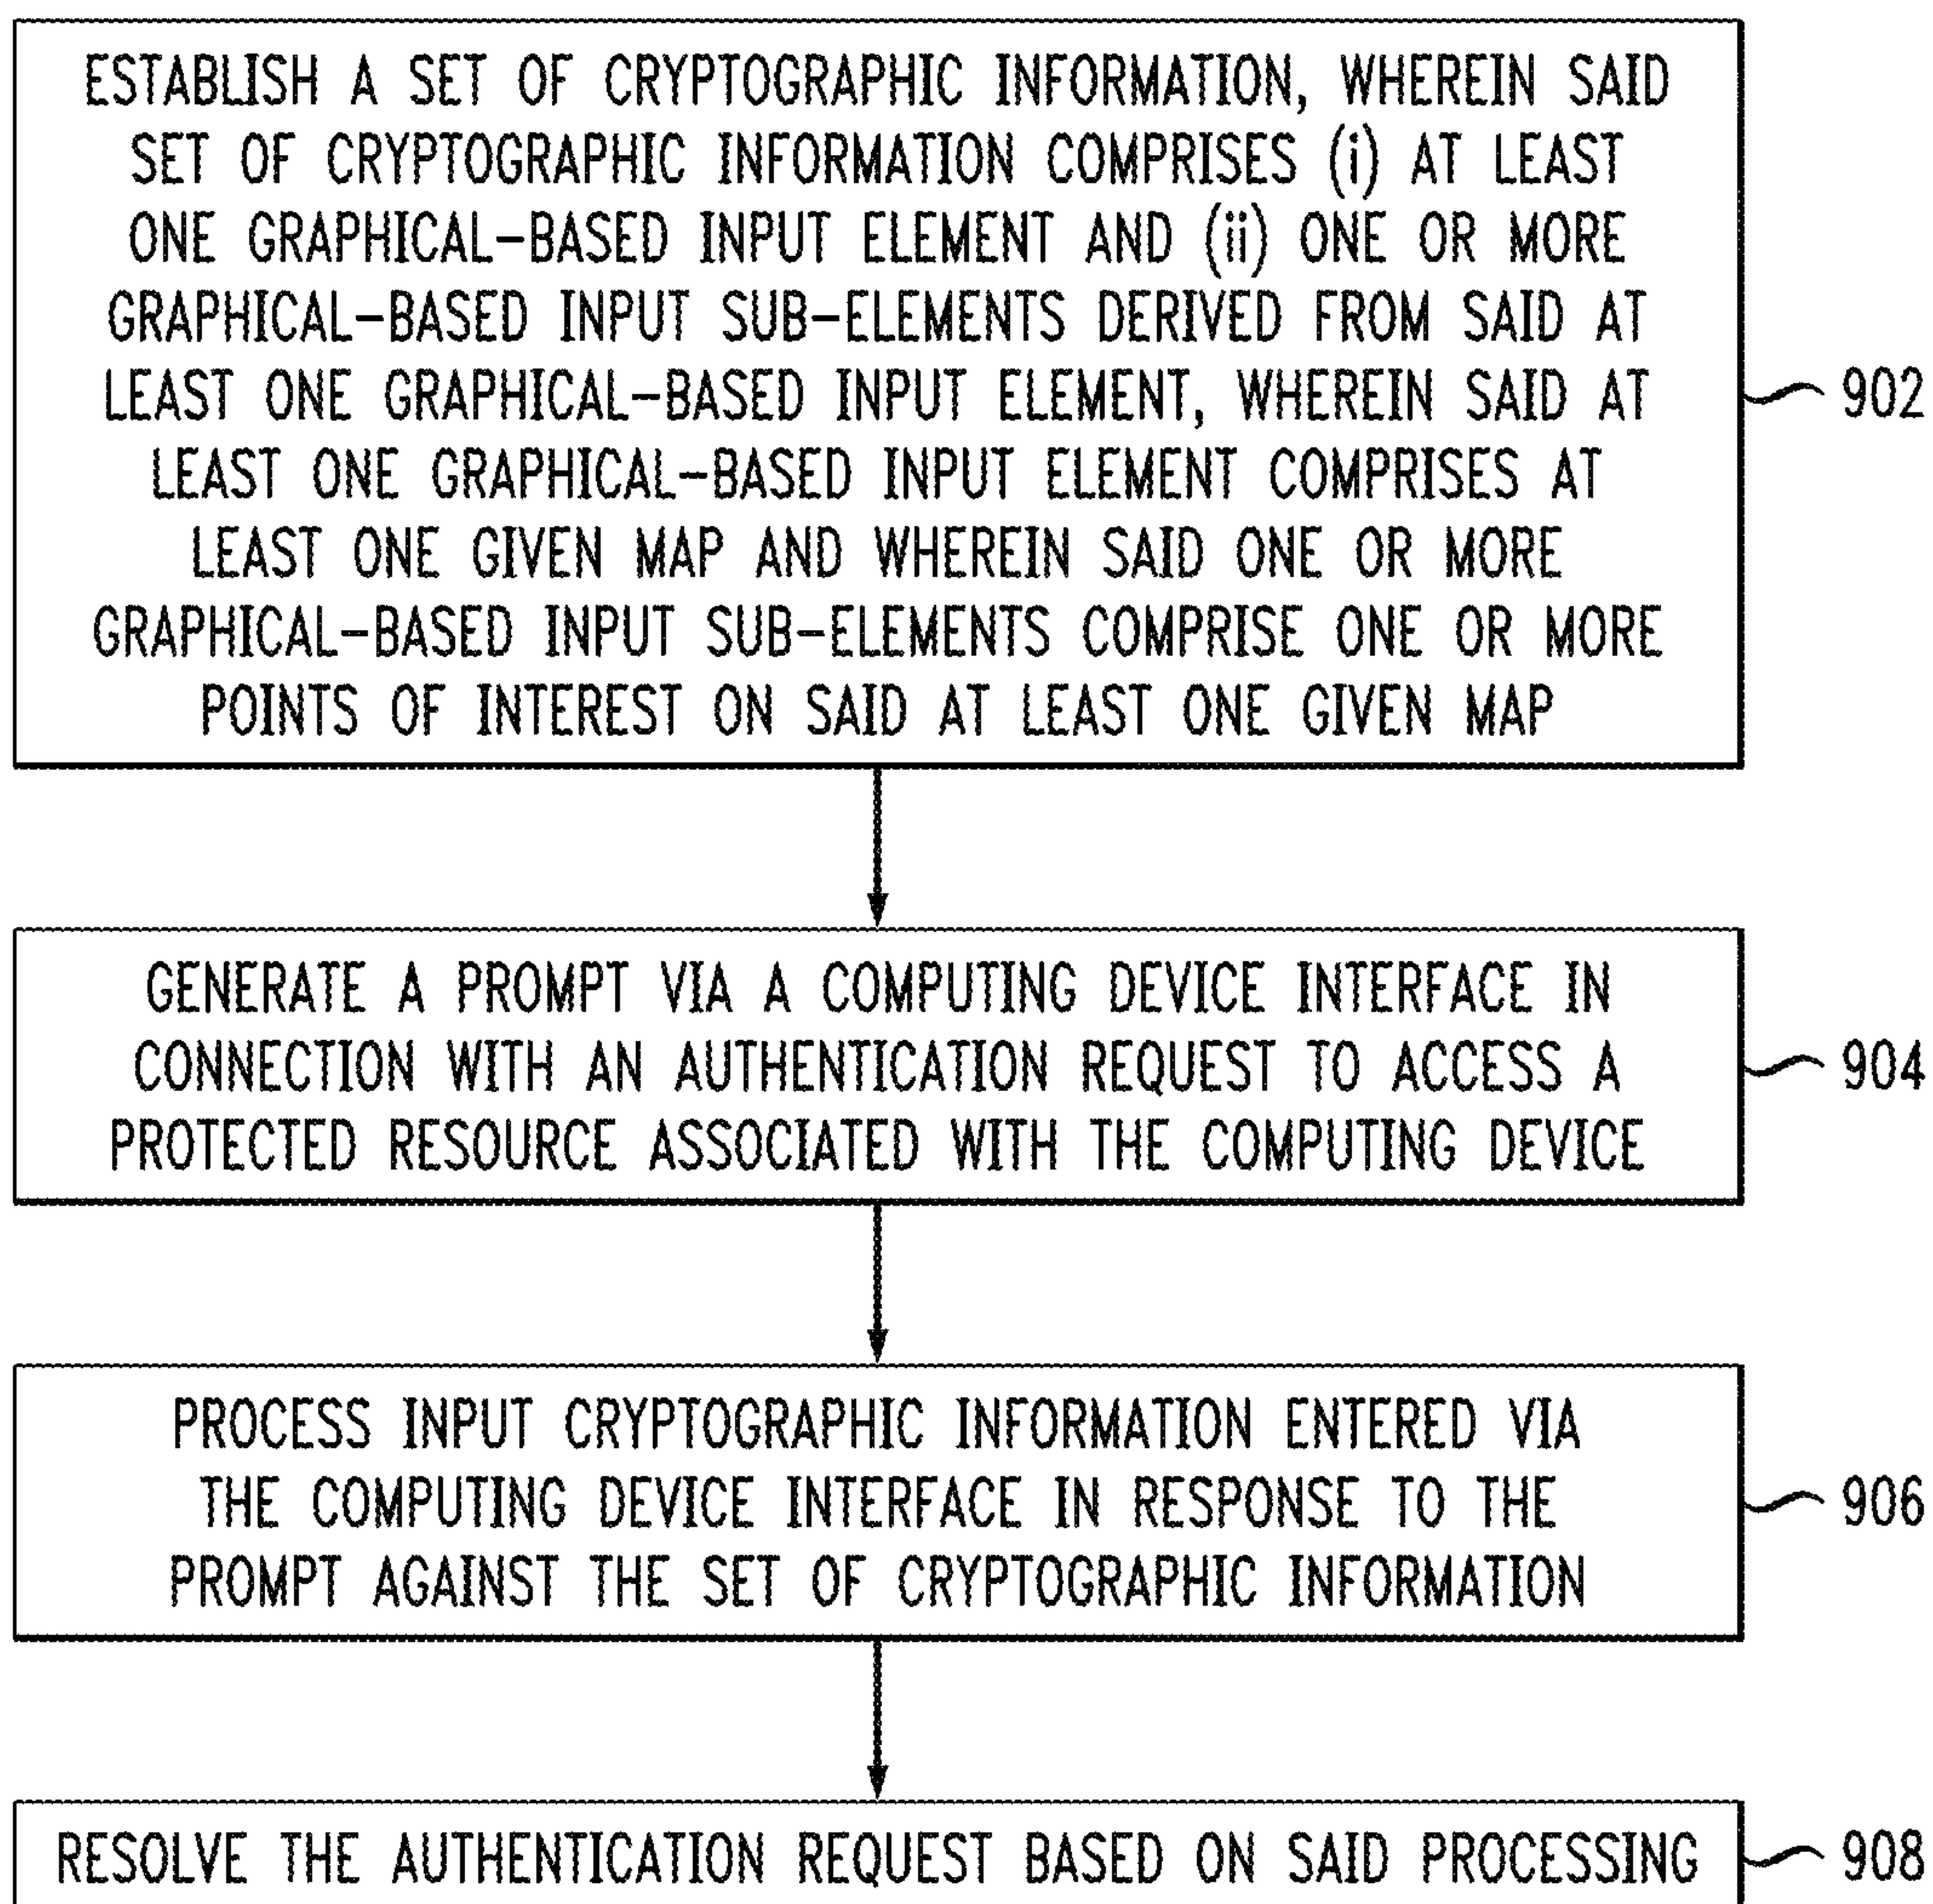 ESTABLISH A SET OF CRYPTOGRAPHIC INFORMATION, WHEREIN SAID
SET OF CRYPTOGRAPHIC INFORMATION COMPRISES (i) AT LEAST
ONE GRAPHICAL-BASED INPUT ELEMENT AND (ii) ONE OR MORE
GRAPHICAL-BASED INPUT SUB-ELEMENTS DERIVED FROM SAID AT
LEAST ONE GRAPHICAL-BASED INPUT ELEMENT, WHEREIN SAID AT
LEAST ONE GRAPHICAL-BASED INPUT ELEMENT COMPRISES AT
LEAST ONE GIVEN MAP AND WHEREIN SAID ONE OR MORE
GRAPHICAL-BASED INPUT SUB-ELEMENTS COMPRISE ONE OR MORE
POINTS OF INTEREST ON SAID AT LEAST ONE GIVEN MAP
902
GENERATE A PROMPT VIA A COMPUTING DEVICE INTERFACE IN
CONNECTION WITH AN AUTHENTICATION REQUEST TO ACCESS A
PROTECTED RESOURCE ASSOCIATED WITH THE COMPUTING DEVICE
904
PROCESS INPUT CRYPTOGRAPHIC INFORMATION ENTERED VIA
THE COMPUTING DEVICE INTERFACE IN RESPONSE TO THE
PROMPT AGAINST THE SET OF CRYPTOGRAPHIC INFORMATION
906
RESOLVE THE AUTHENTICATION REQUEST BASED ON SAID PROCESSING
908